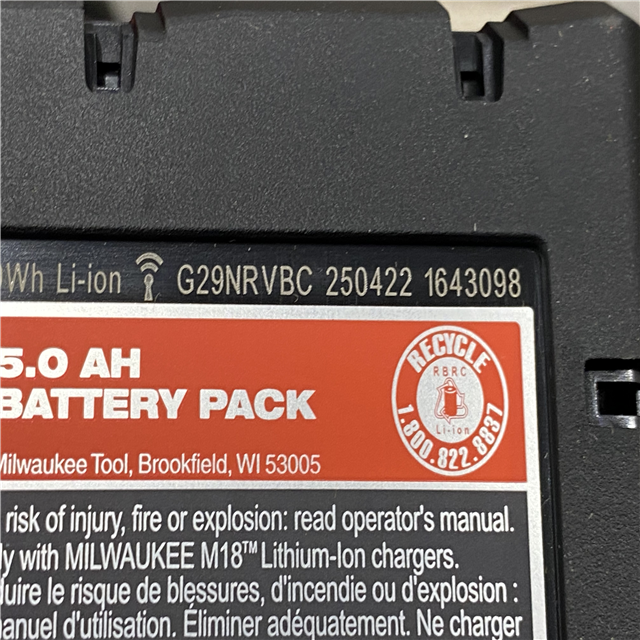 Wh Li-ion G29NRVBC 250422 1643098
5.0 AH
BATTERY PACK
RECYCLE
RBRC
Li-ion
1.800.822.8837
Milwaukee Tool, Brookfield, WI 53005
risk of injury, fire or explosion: read operator's manual.
ly with MILWAUKEE M18™ Lithium-Ion chargers.
duire le risque de blessures, d'incendie ou d'explosion :
manuel d'utilisation. Éliminer adéquatement. Ne charger